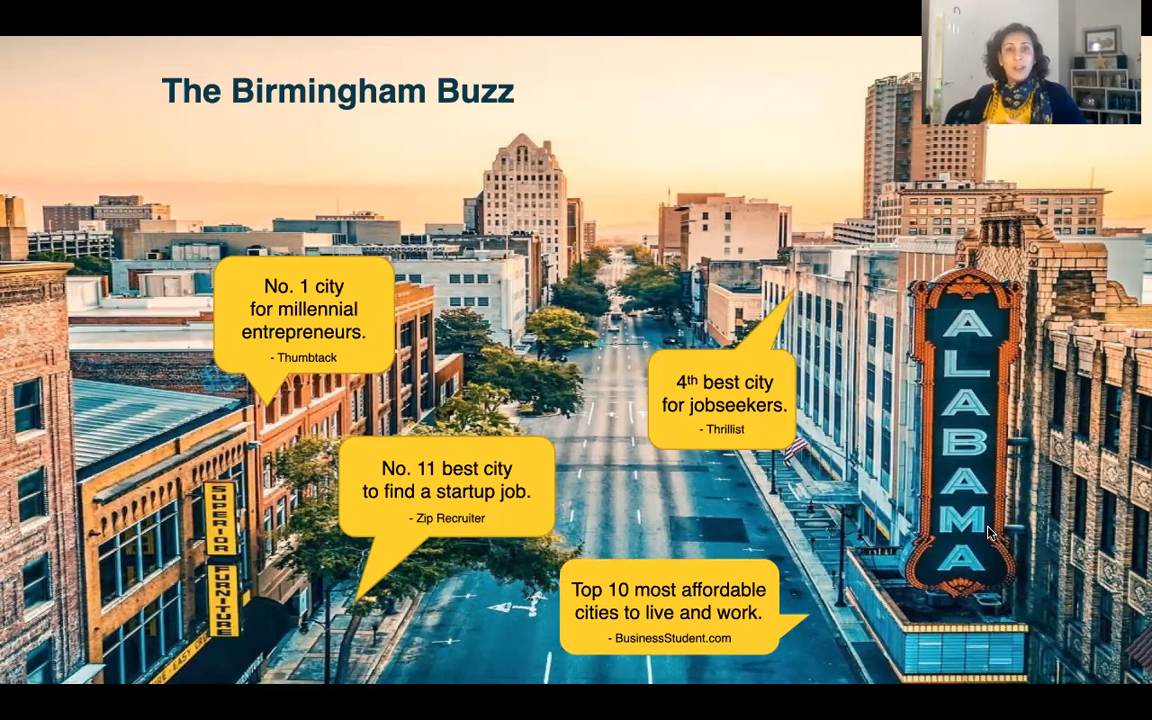 The Birmingham Buzz
No. 1 city
for millennial
entrepreneurs.
- Thumbtack
4th best city
for jobseekers.
- Thrillist
No. 11 best city
to find a startup job.
- Zip Recruiter
Top 10 most affordable
cities to live and work.
- BusinessStudent.com
ALABAMA
SUPERIOR
FURNITURE